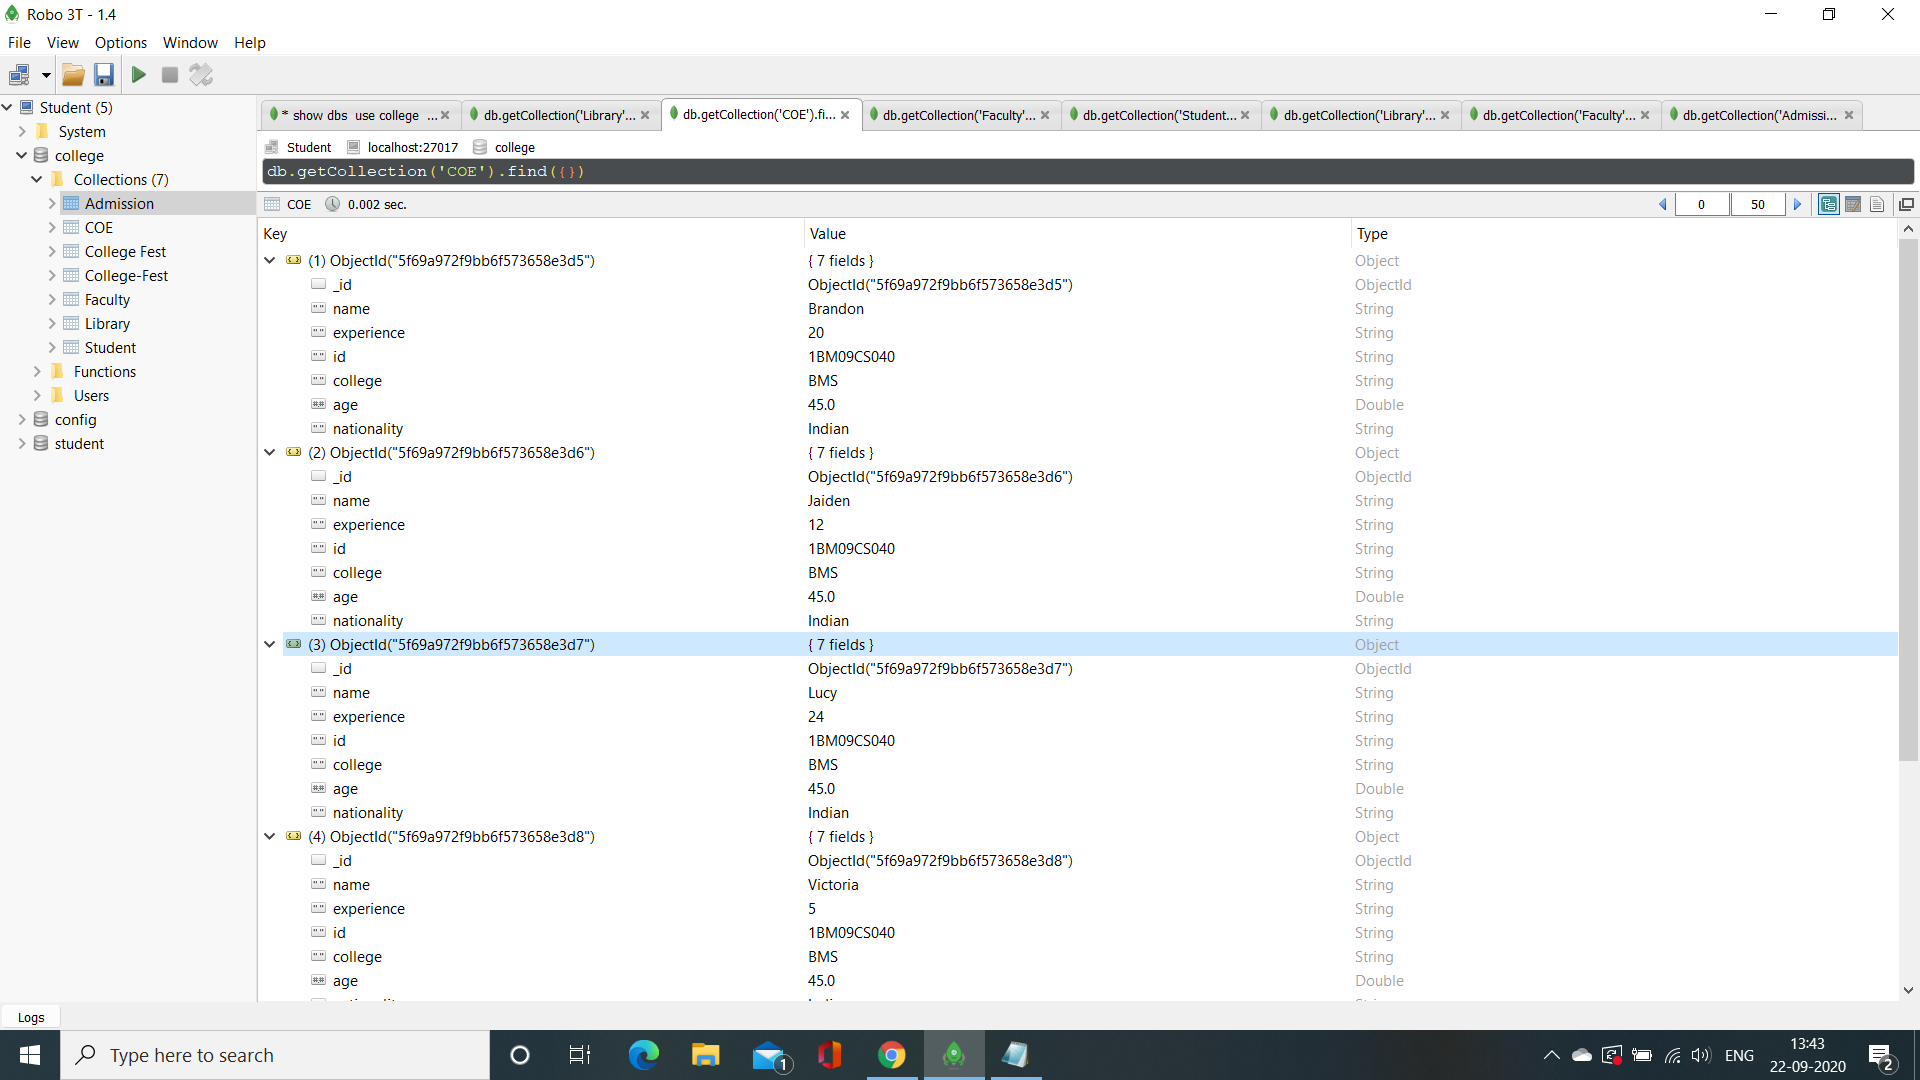 Robo 3T - 1.4
File View Options Window Help
Student (5)
System
college
Collections (7)
Admission
COE
College Fest
College-Fest
Faculty
Library
Student
Functions
Users
config
student
* show dbs use college ...
db.getCollection('Library'...
db.getCollection('COE').fi...
db.getCollection('Faculty'...
db.getCollection('Student...
db.getCollection('Library'...
db.getCollection('Faculty'...
db.getCollection('Admissi...
Student localhost:27017 college
db.getCollection('COE').find({})
COE 0.002 sec. 0 50
Key Value Type
(1) ObjectId("5f69a972f9bb6f573658e3d5") { 7 fields } Object
_id ObjectId("5f69a972f9bb6f573658e3d5") ObjectId
name Brandon String
experience 20 String
id 1BM09CS040 String
college BMS String
age 45.0 Double
nationality Indian String
(2) ObjectId("5f69a972f9bb6f573658e3d6") { 7 fields } Object
_id ObjectId("5f69a972f9bb6f573658e3d6") ObjectId
name Jaiden String
experience 12 String
id 1BM09CS040 String
college BMS String
age 45.0 Double
nationality Indian String
(3) ObjectId("5f69a972f9bb6f573658e3d7") { 7 fields } Object
_id ObjectId("5f69a972f9bb6f573658e3d7") ObjectId
name Lucy String
experience 24 String
id 1BM09CS040 String
college BMS String
age 45.0 Double
nationality Indian String
(4) ObjectId("5f69a972f9bb6f573658e3d8") { 7 fields } Object
_id ObjectId("5f69a972f9bb6f573658e3d8") ObjectId
name Victoria String
experience 5 String
id 1BM09CS040 String
college BMS String
age 45.0 Double
Logs
Type here to search
1
ENG
13:43
22-09-2020
2